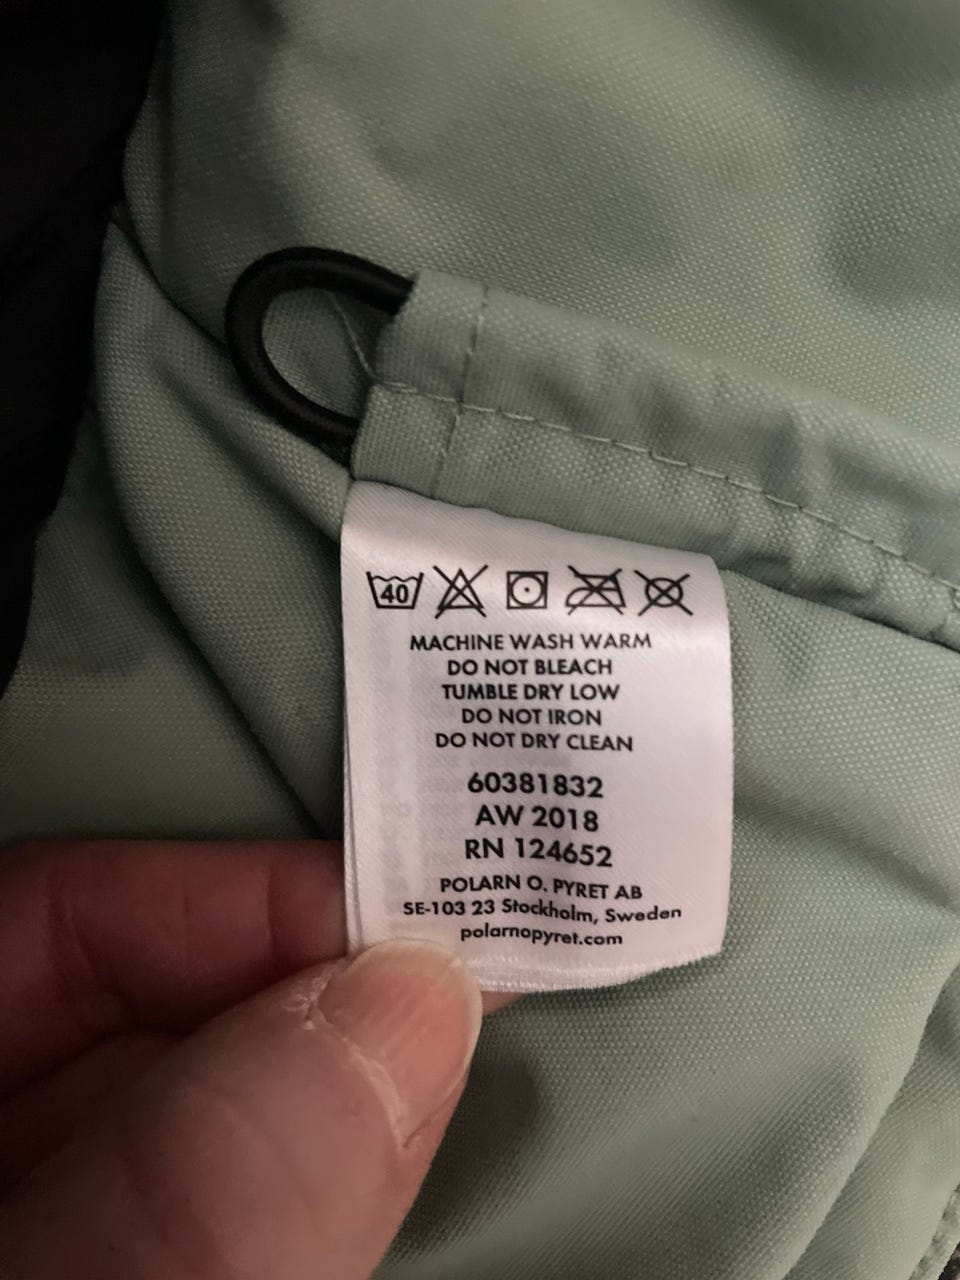 40
MACHINE WASH WARM
DO NOT BLEACH
TUMBLE DRY LOW
DO NOT IRON
DO NOT DRY CLEAN
60381832
AW 2018
RN 124652
POLARN O. PYRET AB
SE-103 23 Stockholm, Sweden
polarnopyret.com